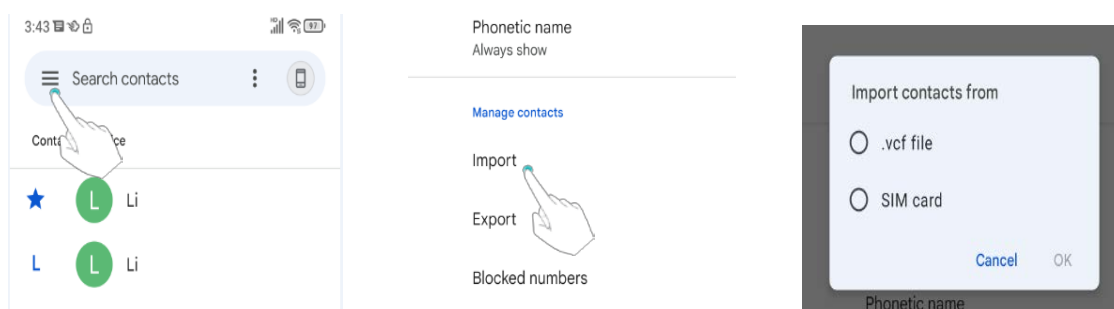 3:43
97
Search contacts
Li
L
L Li
L
Phonetic name
Always show
Manage contacts
Import
Export
Blocked numbers
Import contacts from
.vcf file
SIM card
Cancel OK
Phonetic name